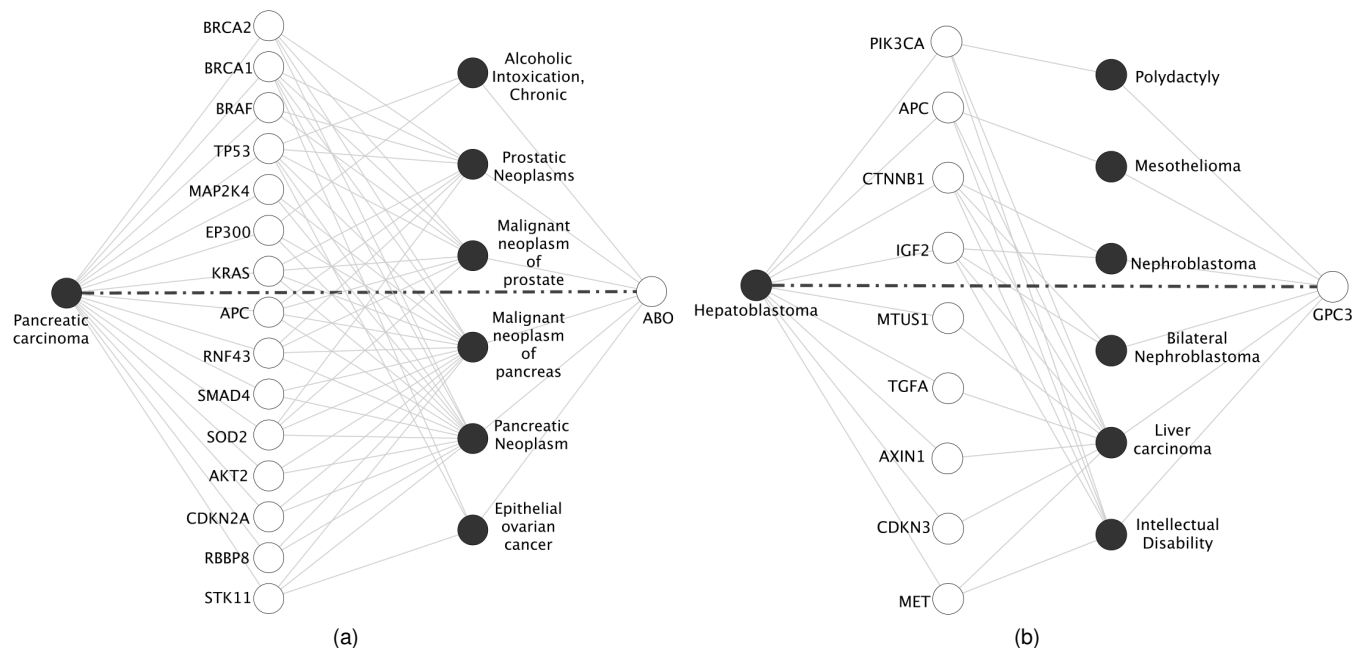 BRCA2
BRCA1
BRAF
TP53
MAP2K4
EP300
KRAS
APC
RNF43
SMAD4
SOD2
AKT2
CDKN2A
RBBP8
STK11
Pancreatic
carcinoma
Alcoholic
Intoxication,
Chronic
Prostatic
Neoplasms
Malignant
neoplasm
of
prostate
Malignant
neoplasm
of
pancreas
Pancreatic
Neoplasm
Epithelial
ovarian
cancer
ABO
(a)
PIK3CA
APC
CTNNB1
IGF2
MTUS1
TGFA
AXIN1
CDKN3
MET
Hepatoblastoma
Polydactyly
Mesothelioma
Nephroblastoma
Bilateral
Nephroblastoma
Liver
carcinoma
Intellectual
Disability
GPC3
(b)